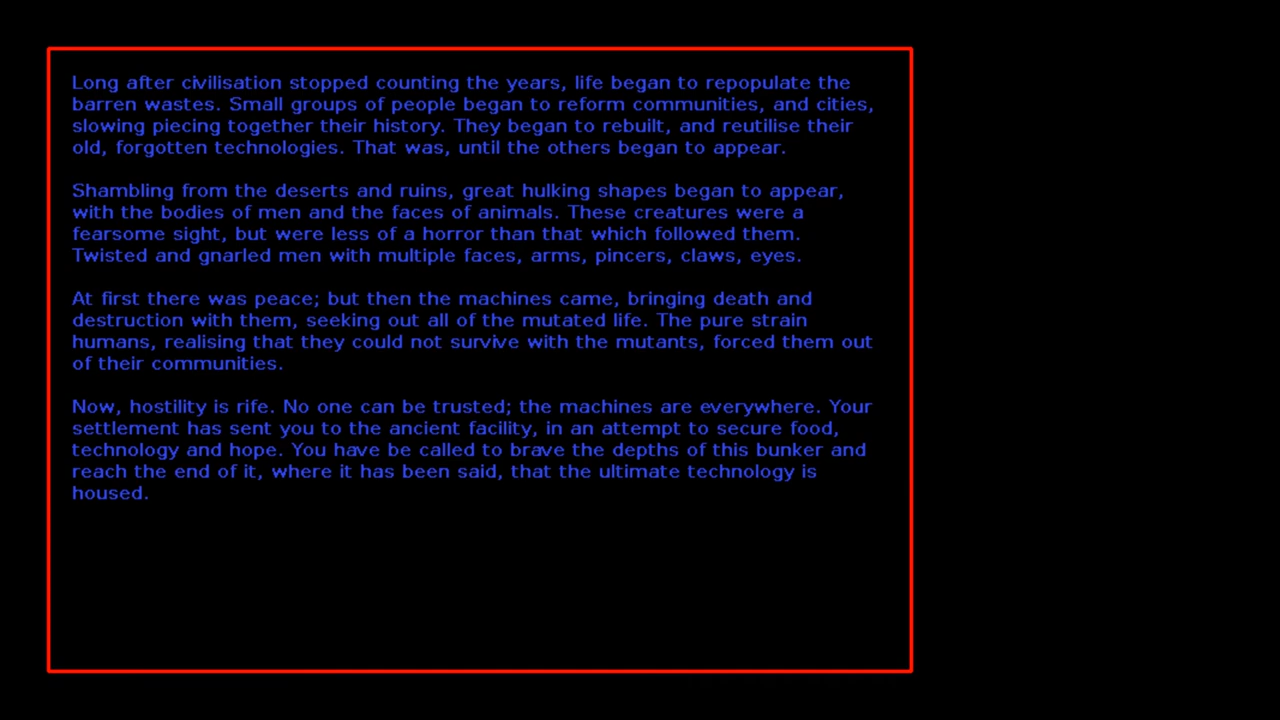 Long after civilisation stopped counting the years, life began to repopulate the
barren wastes. Small groups of people began to reform communities, and cities,
slowing piecing together their history. They began to rebuilt, and reutilise their
old, forgotten technologies. That was, until the others began to appear.
Shambling from the deserts and ruins, great hulking shapes began to appear,
with the bodies of men and the faces of animals. These creatures were a
fearsome sight, but were less of a horror than that which followed them.
Twisted and gnarled men with multiple faces, arms, pincers, claws, eyes.
At first there was peace; but then the machines came, bringing death and
destruction with them, seeking out all of the mutated life. The pure strain
humans, realising that they could not survive with the mutants, forced them out
of their communities.
Now, hostility is rife. No one can be trusted; the machines are everywhere. Your
settlement has sent you to the ancient facility, in an attempt to secure food,
technology and hope. You have be called to brave the depths of this bunker and
reach the end of it, where it has been said, that the ultimate technology is
housed.